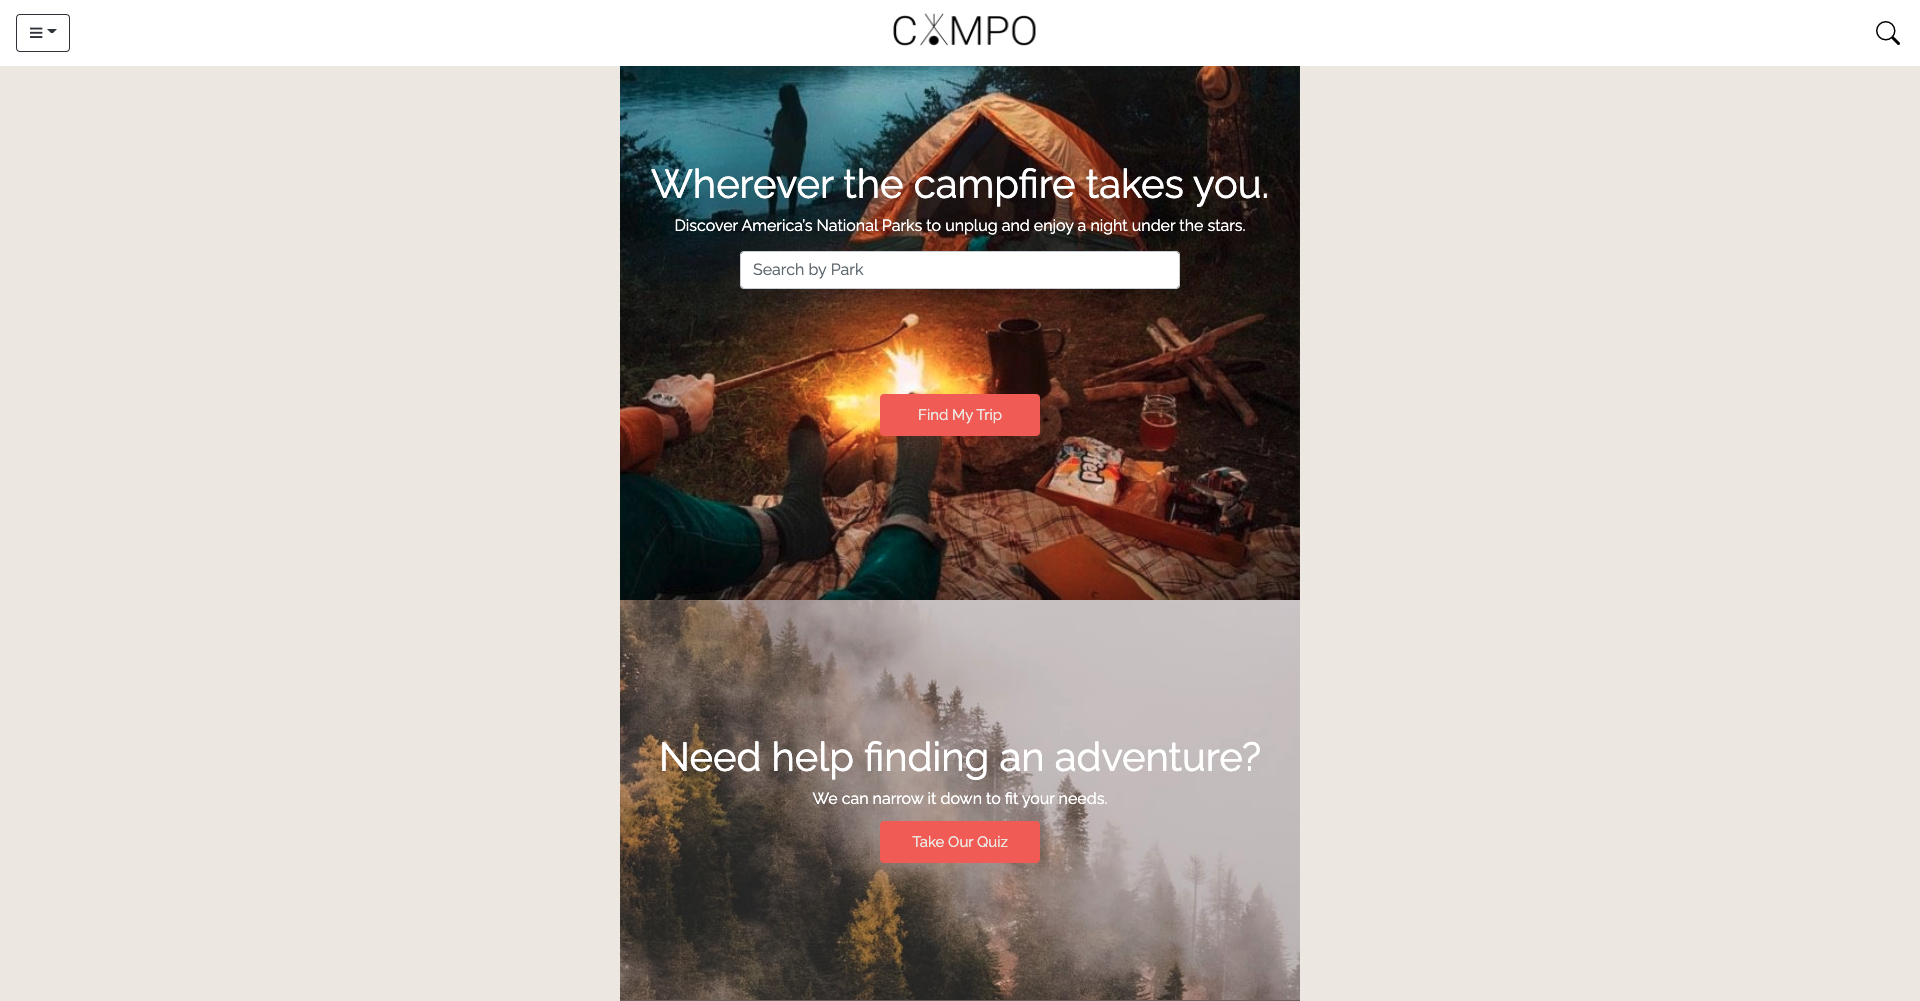 CAMPO
Wherever the campfire takes you.
Discover America's National Parks to unplug and enjoy a night under the stars.
Search by Park
Find My Trip
Need help finding an adventure?
We can narrow it down to fit your needs.
Take Our Quiz